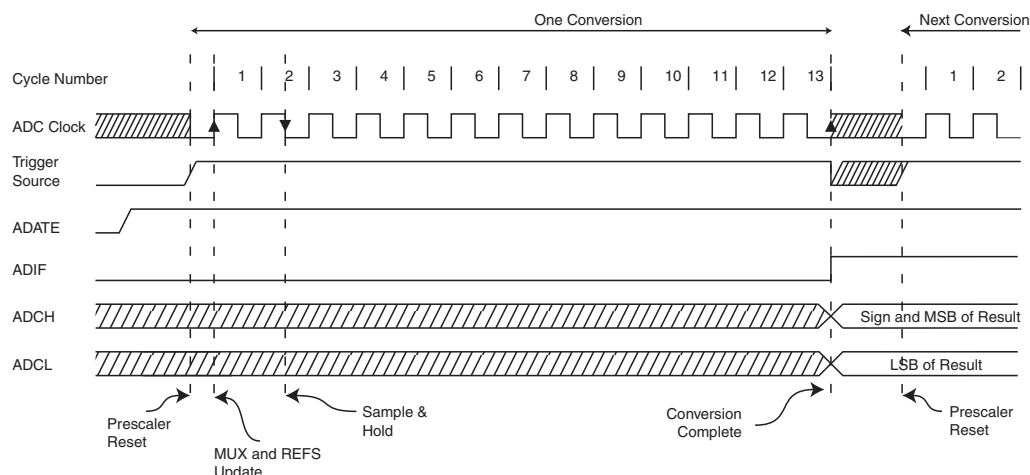 One Conversion
Next Conversion
Cycle Number
1 2 3 4 5 6 7 8 9 10 11 12 13 1 2
ADC Clock
Trigger
Source
ADATE
ADIF
ADCH
Sign and MSB of Result
ADCL
LSB of Result
Prescaler
Reset
MUX and REFS
Update
Sample &
Hold
Conversion
Complete
Prescaler
Reset